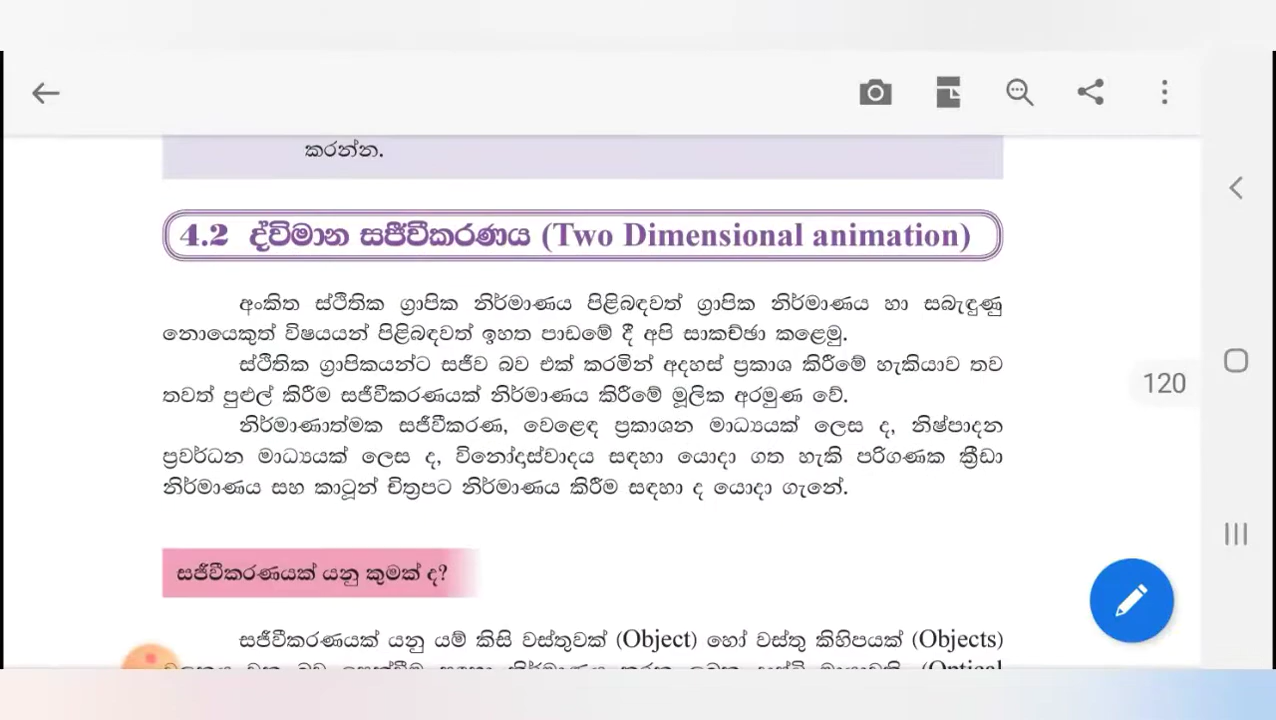 කරන්න.
4.2 ද්විමාන සජීවීකරණය (Two Dimensional animation)
අංකිත ස්ථිතික ග්‍රාපික නිර්මාණය පිළිබඳවත් ග්‍රාපික නිර්මාණය හා සබැඳුණු
නොයෙකුත් විෂයයන් පිළිබඳවත් ඉහත පාඩමේ දී අපි සාකච්ඡා කළෙමු.
ස්ථිතික ග්‍රාපිකයන්ට සජීව බව එක් කරමින් අදහස් ප්‍රකාශ කිරීමේ හැකියාව තව
තවත් පුළුල් කිරීම සජීවීකරණයක් නිර්මාණය කිරීමේ මූලික අරමුණ වේ.
120
නිර්මාණාත්මක සජීවීකරණ, වෙළෙඳ ප්‍රකාශන මාධ්‍යයක් ලෙස ද, නිෂ්පාදන
ප්‍රවර්ධන මාධ්‍යයක් ලෙස ද, විනෝදාස්වාදය සඳහා යොදා ගත හැකි පරිගණක ක්‍රීඩා
නිර්මාණය සහ කාටූන් චිත්‍රපට නිර්මාණය කිරීම සඳහා ද යොදා ගැනේ.
සජීවීකරණයක් යනු කුමක් ද?
සජීවීකරණයක් යනු යම් කිසි වස්තුවක් (Object) හෝ වස්තු කිහිපයක් (Objects)
(Optical